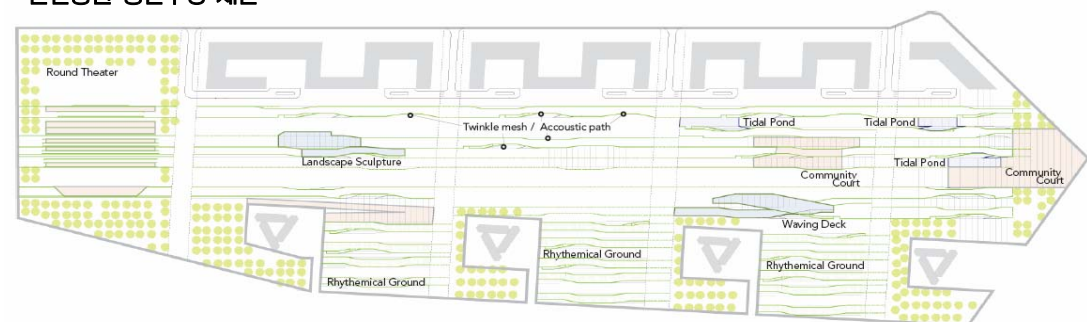 Round Theater
Twinkle mesh / Accoustic path
Tidal Pond
Tidal Pond
Landscape Sculpture
Tidal Pond
Community
Court
Community
Court
Waving Deck
Rhythemical Ground
Rhythemical Ground
Rhythemical Ground